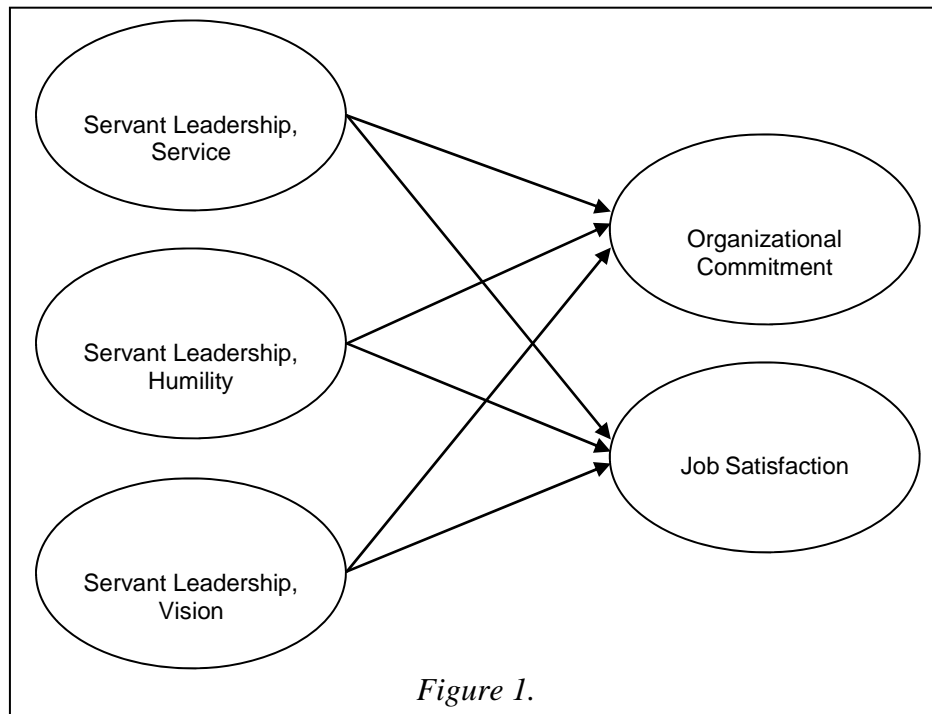 Servant Leadership,
Service
Organizational
Commitment
Servant Leadership,
Humility
Job Satisfaction
Servant Leadership,
Vision
Figure 1.